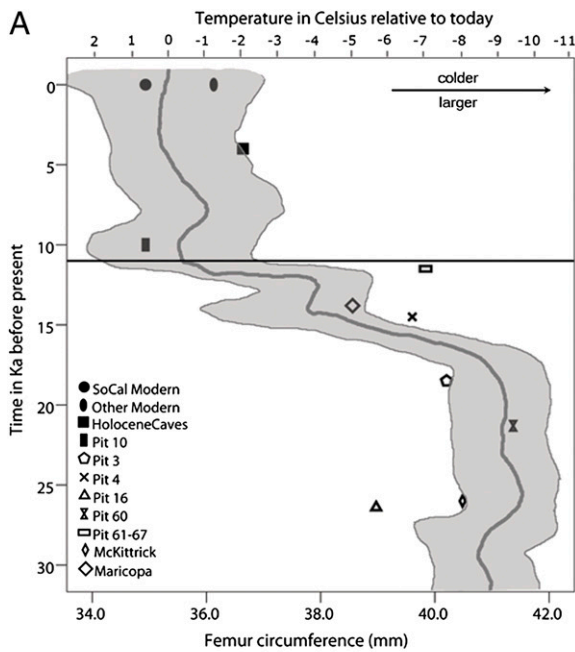 A
Temperature in Celsius relative to today
2 1 0 -1 -2 -3 -4 -5 -6 -7 -8 -9 -10 -11
colder
larger
Time in Ka before present
0
5
10
15
20
25
30
SoCal Modern
Other Modern
HoloceneCaves
Pit 10
Pit 3
Pit 4
Pit 16
Pit 60
Pit 61-67
McKittrick
Maricopa
34.0 36.0 38.0 40.0 42.0
Femur circumference (mm)